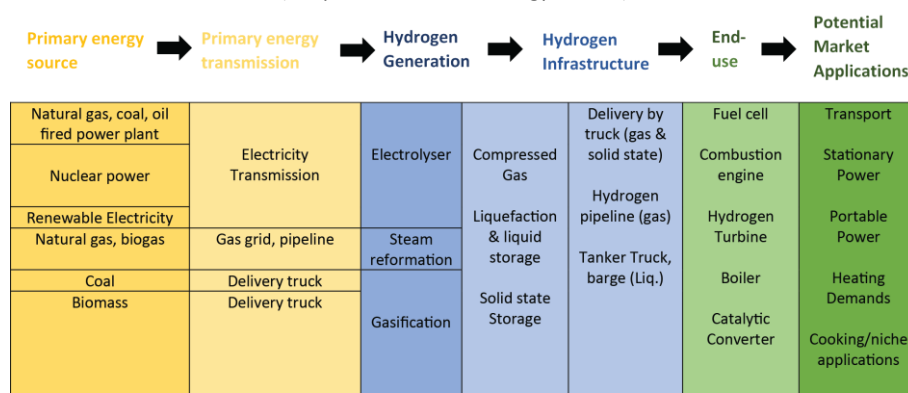 Primary energy
source
Primary energy
transmission
Hydrogen
Generation
Hydrogen
Infrastructure
End-
use
Potential
Market
Applications
Natural gas, coal, oil
fired power plant
Nuclear power
Renewable Electricity
Natural gas, biogas
Coal
Biomass
Electricity
Transmission
Gas grid, pipeline
Delivery truck
Delivery truck
Electrolyser
Steam
reformation
Gasification
Compressed
Gas
Liquefaction
& liquid
storage
Solid state
Storage
Delivery by
truck (gas &
solid state)
Hydrogen
pipeline (gas)
Tanker Truck,
barge (Liq.)
Fuel cell
Combustion
engine
Hydrogen
Turbine
Boiler
Catalytic
Converter
Transport
Stationary
Power
Portable
Power
Heating
Demands
Cooking/niche
applications